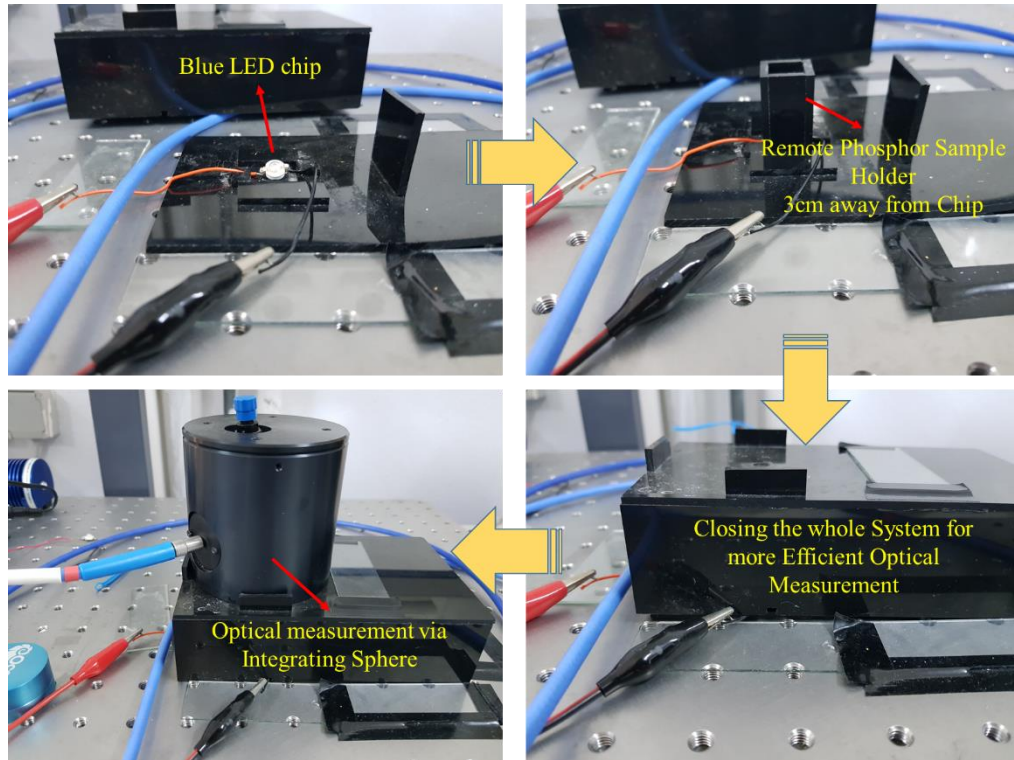 Blue LED chip
Remote Phosphor Sample
Holder
3cm away from Chip
Closing the whole System for
more Efficient Optical
Measurement
Optical measurement via
Integrating Sphere